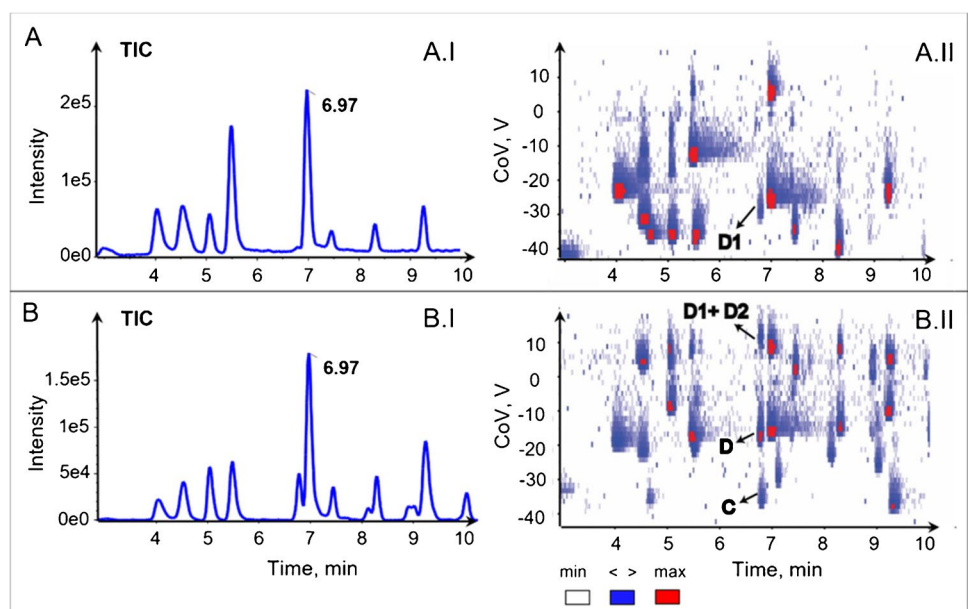 A
TIC
A.I
6.97
2e5
1e5
0e0
Intensity
4 5 6 7 8 9 10
A.II
CoV, V
10
0
-10
-20
-30
-40
D1
4 5 6 7 8 9 10
B
TIC
B.I
6.97
1.5e5
1e5
5e4
0e0
Intensity
4 5 6 7 8 9 10
Time, min
D1+ D2
B.II
CoV, V
10
0
-10
-20
-30
-40
D
C
4 5 6 7 8 9 10
Time, min
min < > max